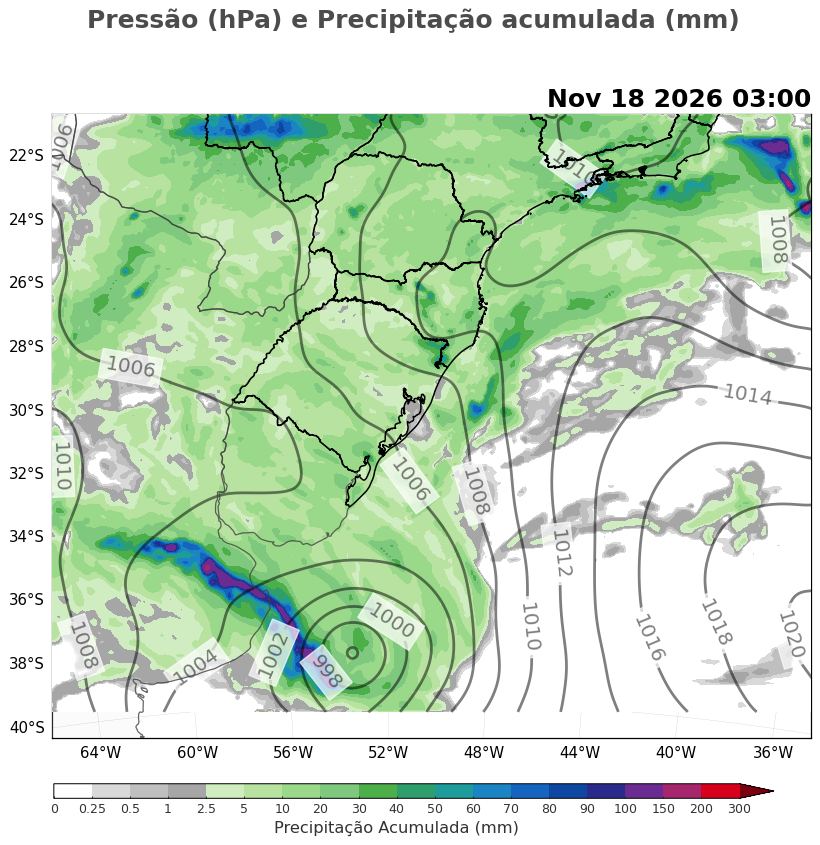 Pressão (hPa) e Precipitação acumulada (mm)
Nov 18 2026 03:00
1006
1010
22°S
24°S
1008
26°S
28°S
1006
1014
30°S
1010
1006
1008
32°S
34°S
1012
36°S
1000
1010
1016
1018
1020
1008
1004
1002
998
38°S
40°S
64°W 60°W 56°W 52°W 48°W 44°W 40°W 36°W
0 0.25 0.5 1 2.5 5 10 20 30 40 50 60 70 80 90 100 150 200 300
Precipitação Acumulada (mm)